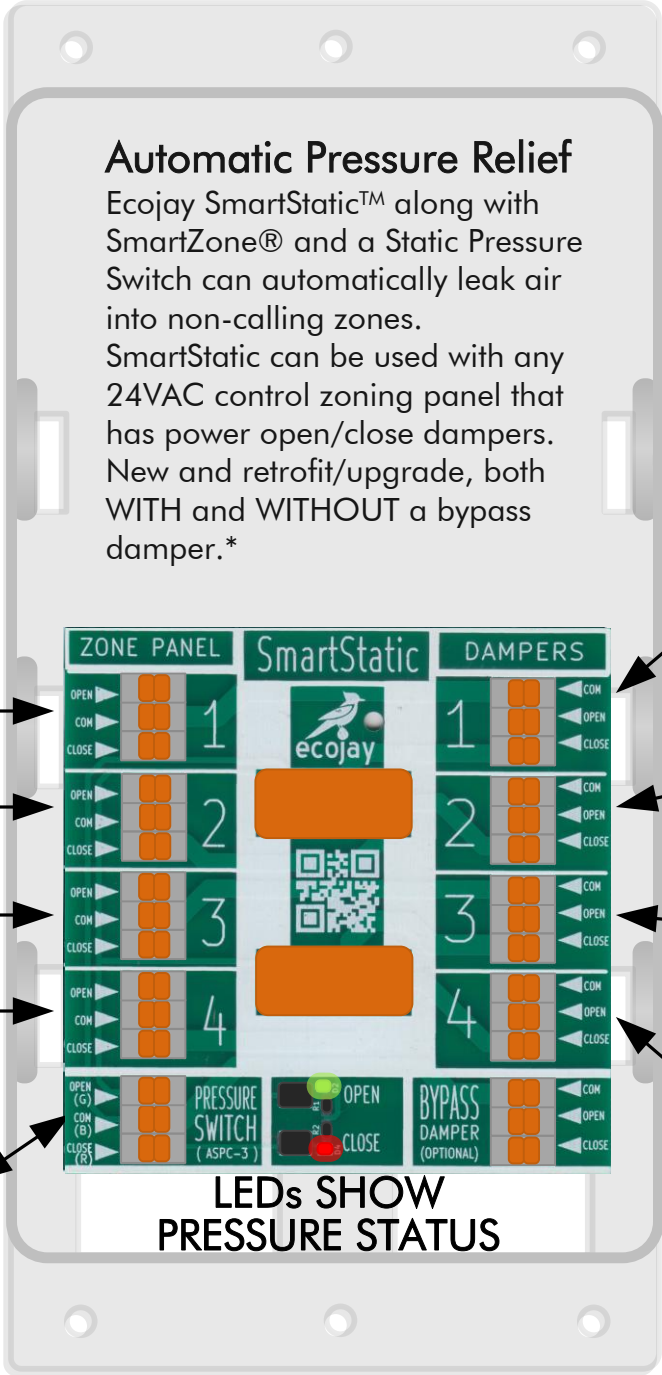 Automatic Pressure Relief
Ecojay SmartStatic™ along with
SmartZone® and a Static Pressure
Switch can automatically leak air
into non-calling zones.
SmartStatic can be used with any
24VAC control zoning panel that
has power open/close dampers.
New and retrofit/upgrade, both
WITH and WITHOUT a bypass
damper.*
ZONE PANEL
SmartStatic
DAMPERS
OPEN
COM
CLOSE
1
ecojay
1
COM
OPEN
CLOSE
OPEN
COM
CLOSE
2
2
COM
OPEN
CLOSE
OPEN
COM
CLOSE
3
3
COM
OPEN
CLOSE
OPEN
COM
CLOSE
4
4
COM
OPEN
CLOSE
OPEN
(G)
COM
(B)
CLOSE
(R)
PRESSURE
SWITCH
( ASPC-3 )
R1
OPEN
R2
CLOSE
BYPASS
DAMPER
(OPTIONAL)
COM
OPEN
CLOSE
LEDs SHOW
PRESSURE STATUS